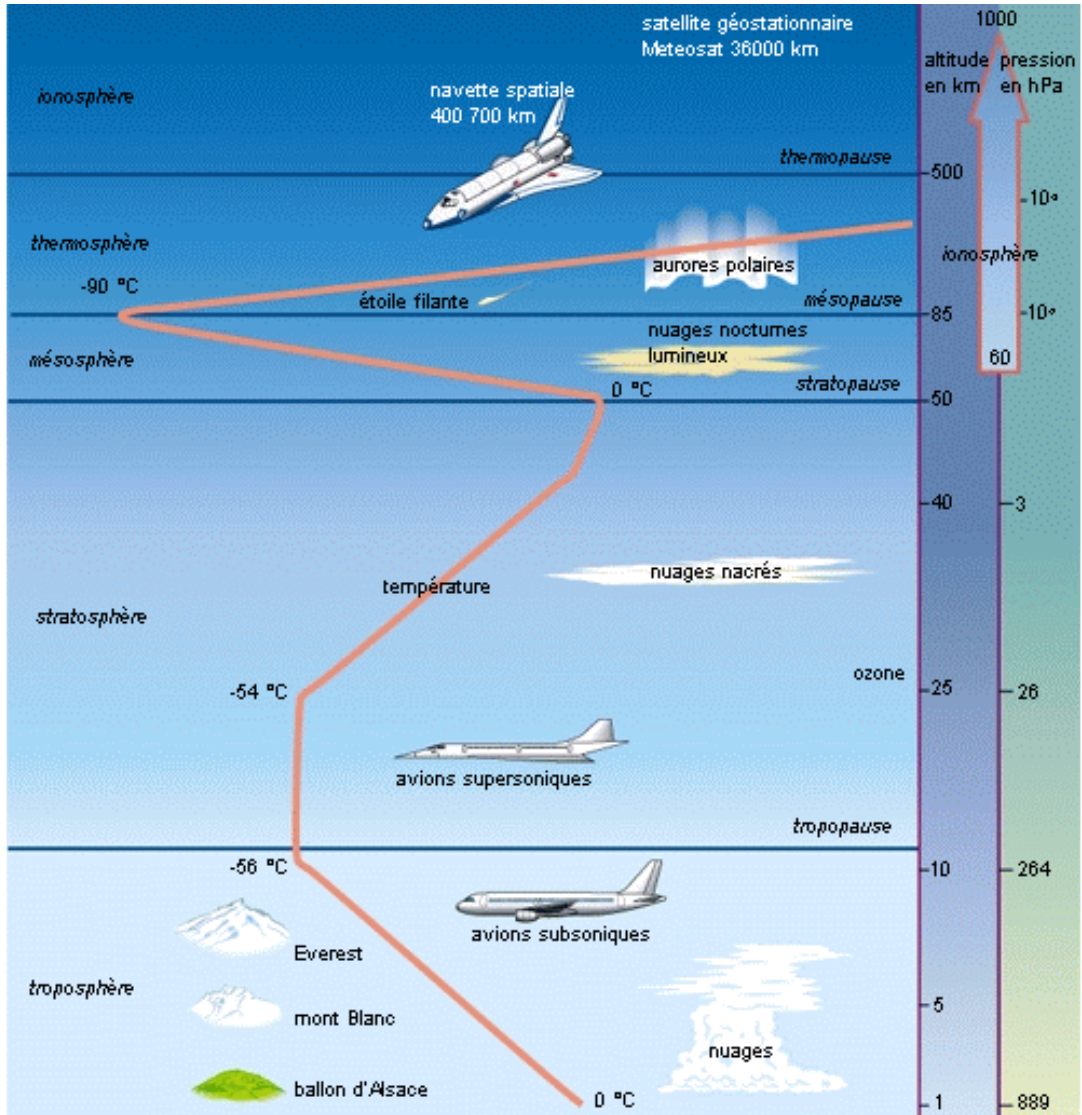 satellite géostationnaire
Meteosat 36000 km
1000
altitude pression
en km en hPa
navette spatiale
400 700 km
ionosphère
thermopause
500
thermosphère
-90 °C
aurores polaires
ionosphère
étoile filante
mésopause
85
nuages nocturnes
lumineux
mésosphère
60
stratopause
0 °C
50
40
3
nuages nacrés
température
stratosphère
ozone
-54 °C
25
26
avions supersoniques
tropopause
-56 °C
10
264
avions subsoniques
Everest
troposphère
5
mont Blanc
nuages
ballon d'Alsace
0 °C
1
889